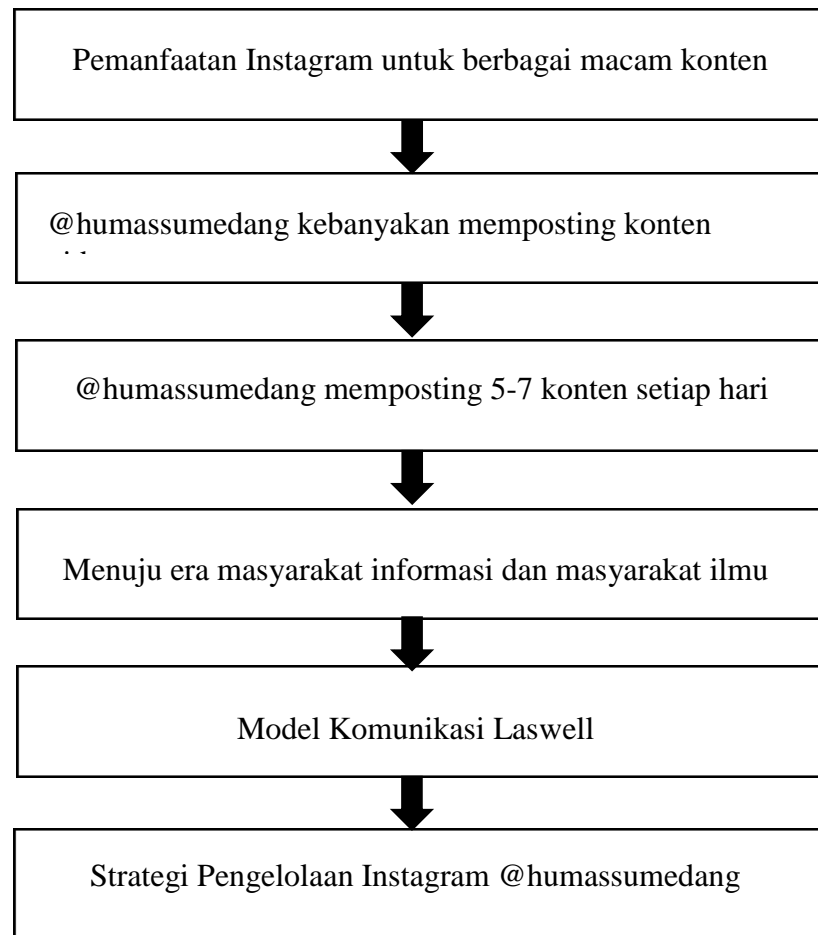 Pemanfaatan Instagram untuk berbagai macam konten
@humassumedang kebanyakan memposting konten
@humassumedang memposting 5-7 konten setiap hari
Menuju era masyarakat informasi dan masyarakat ilmu
Model Komunikasi Laswell
Strategi Pengelolaan Instagram @humassumedang